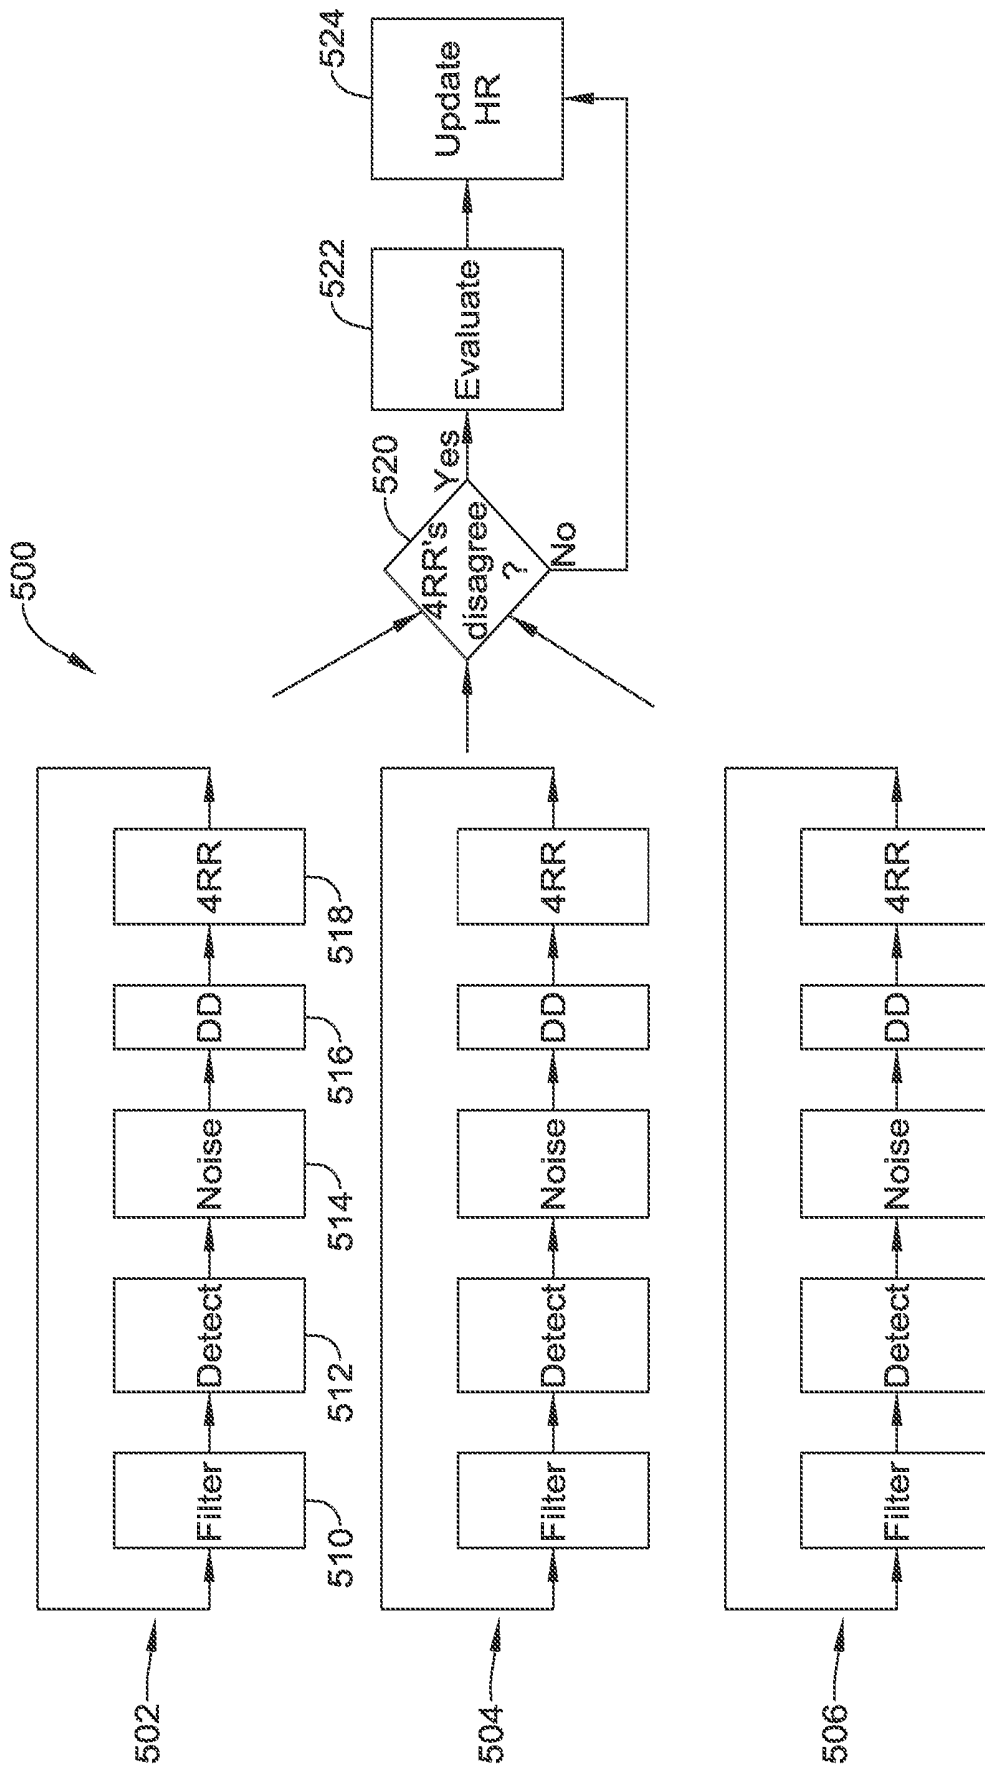 500
502
Filter
Detect
Noise
DD
4RR
510
512
514
516
518
504
Filter
Detect
Noise
DD
4RR
506
Filter
Detect
Noise
DD
4RR
520
4RR's
disagree
?
Yes
No
522
Evaluate
524
Update
HR